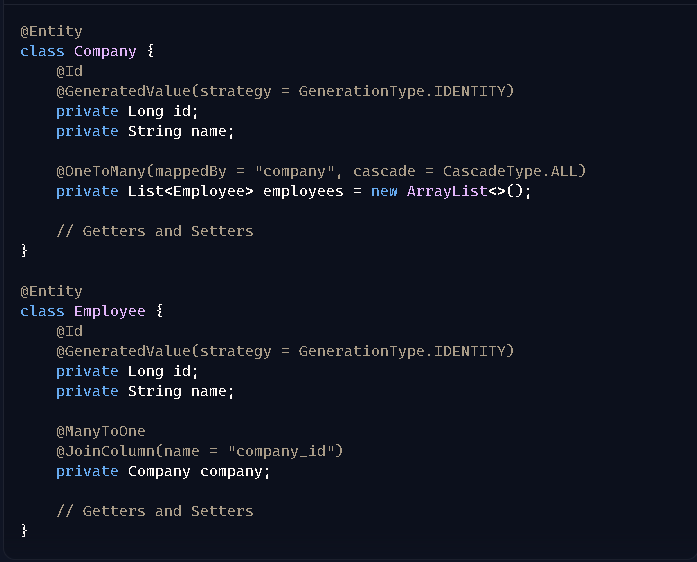 @Entity
class Company {
    @Id
    @GeneratedValue(strategy = GenerationType.IDENTITY)
    private Long id;
    private String name;

    @OneToMany(mappedBy = "company", cascade = CascadeType.ALL)
    private List<Employee> employees = new ArrayList<>();

    // Getters and Setters
}

@Entity
class Employee {
    @Id
    @GeneratedValue(strategy = GenerationType.IDENTITY)
    private Long id;
    private String name;

    @ManyToOne
    @JoinColumn(name = "company_id")
    private Company company;

    // Getters and Setters
}